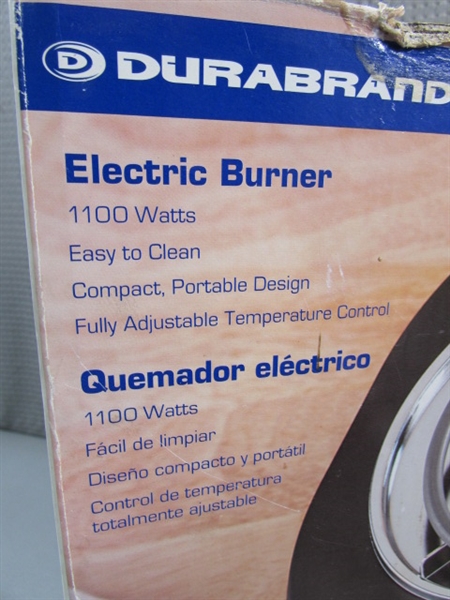 D DURABRAND
Electric Burner
1100 Watts
Easy to Clean
Compact, Portable Design
Fully Adjustable Temperature Control
Quemador eléctrico
1100 Watts
Fácil de limpiar
Diseño compacto y portátil
Control de temperatura
totalmente ajustable